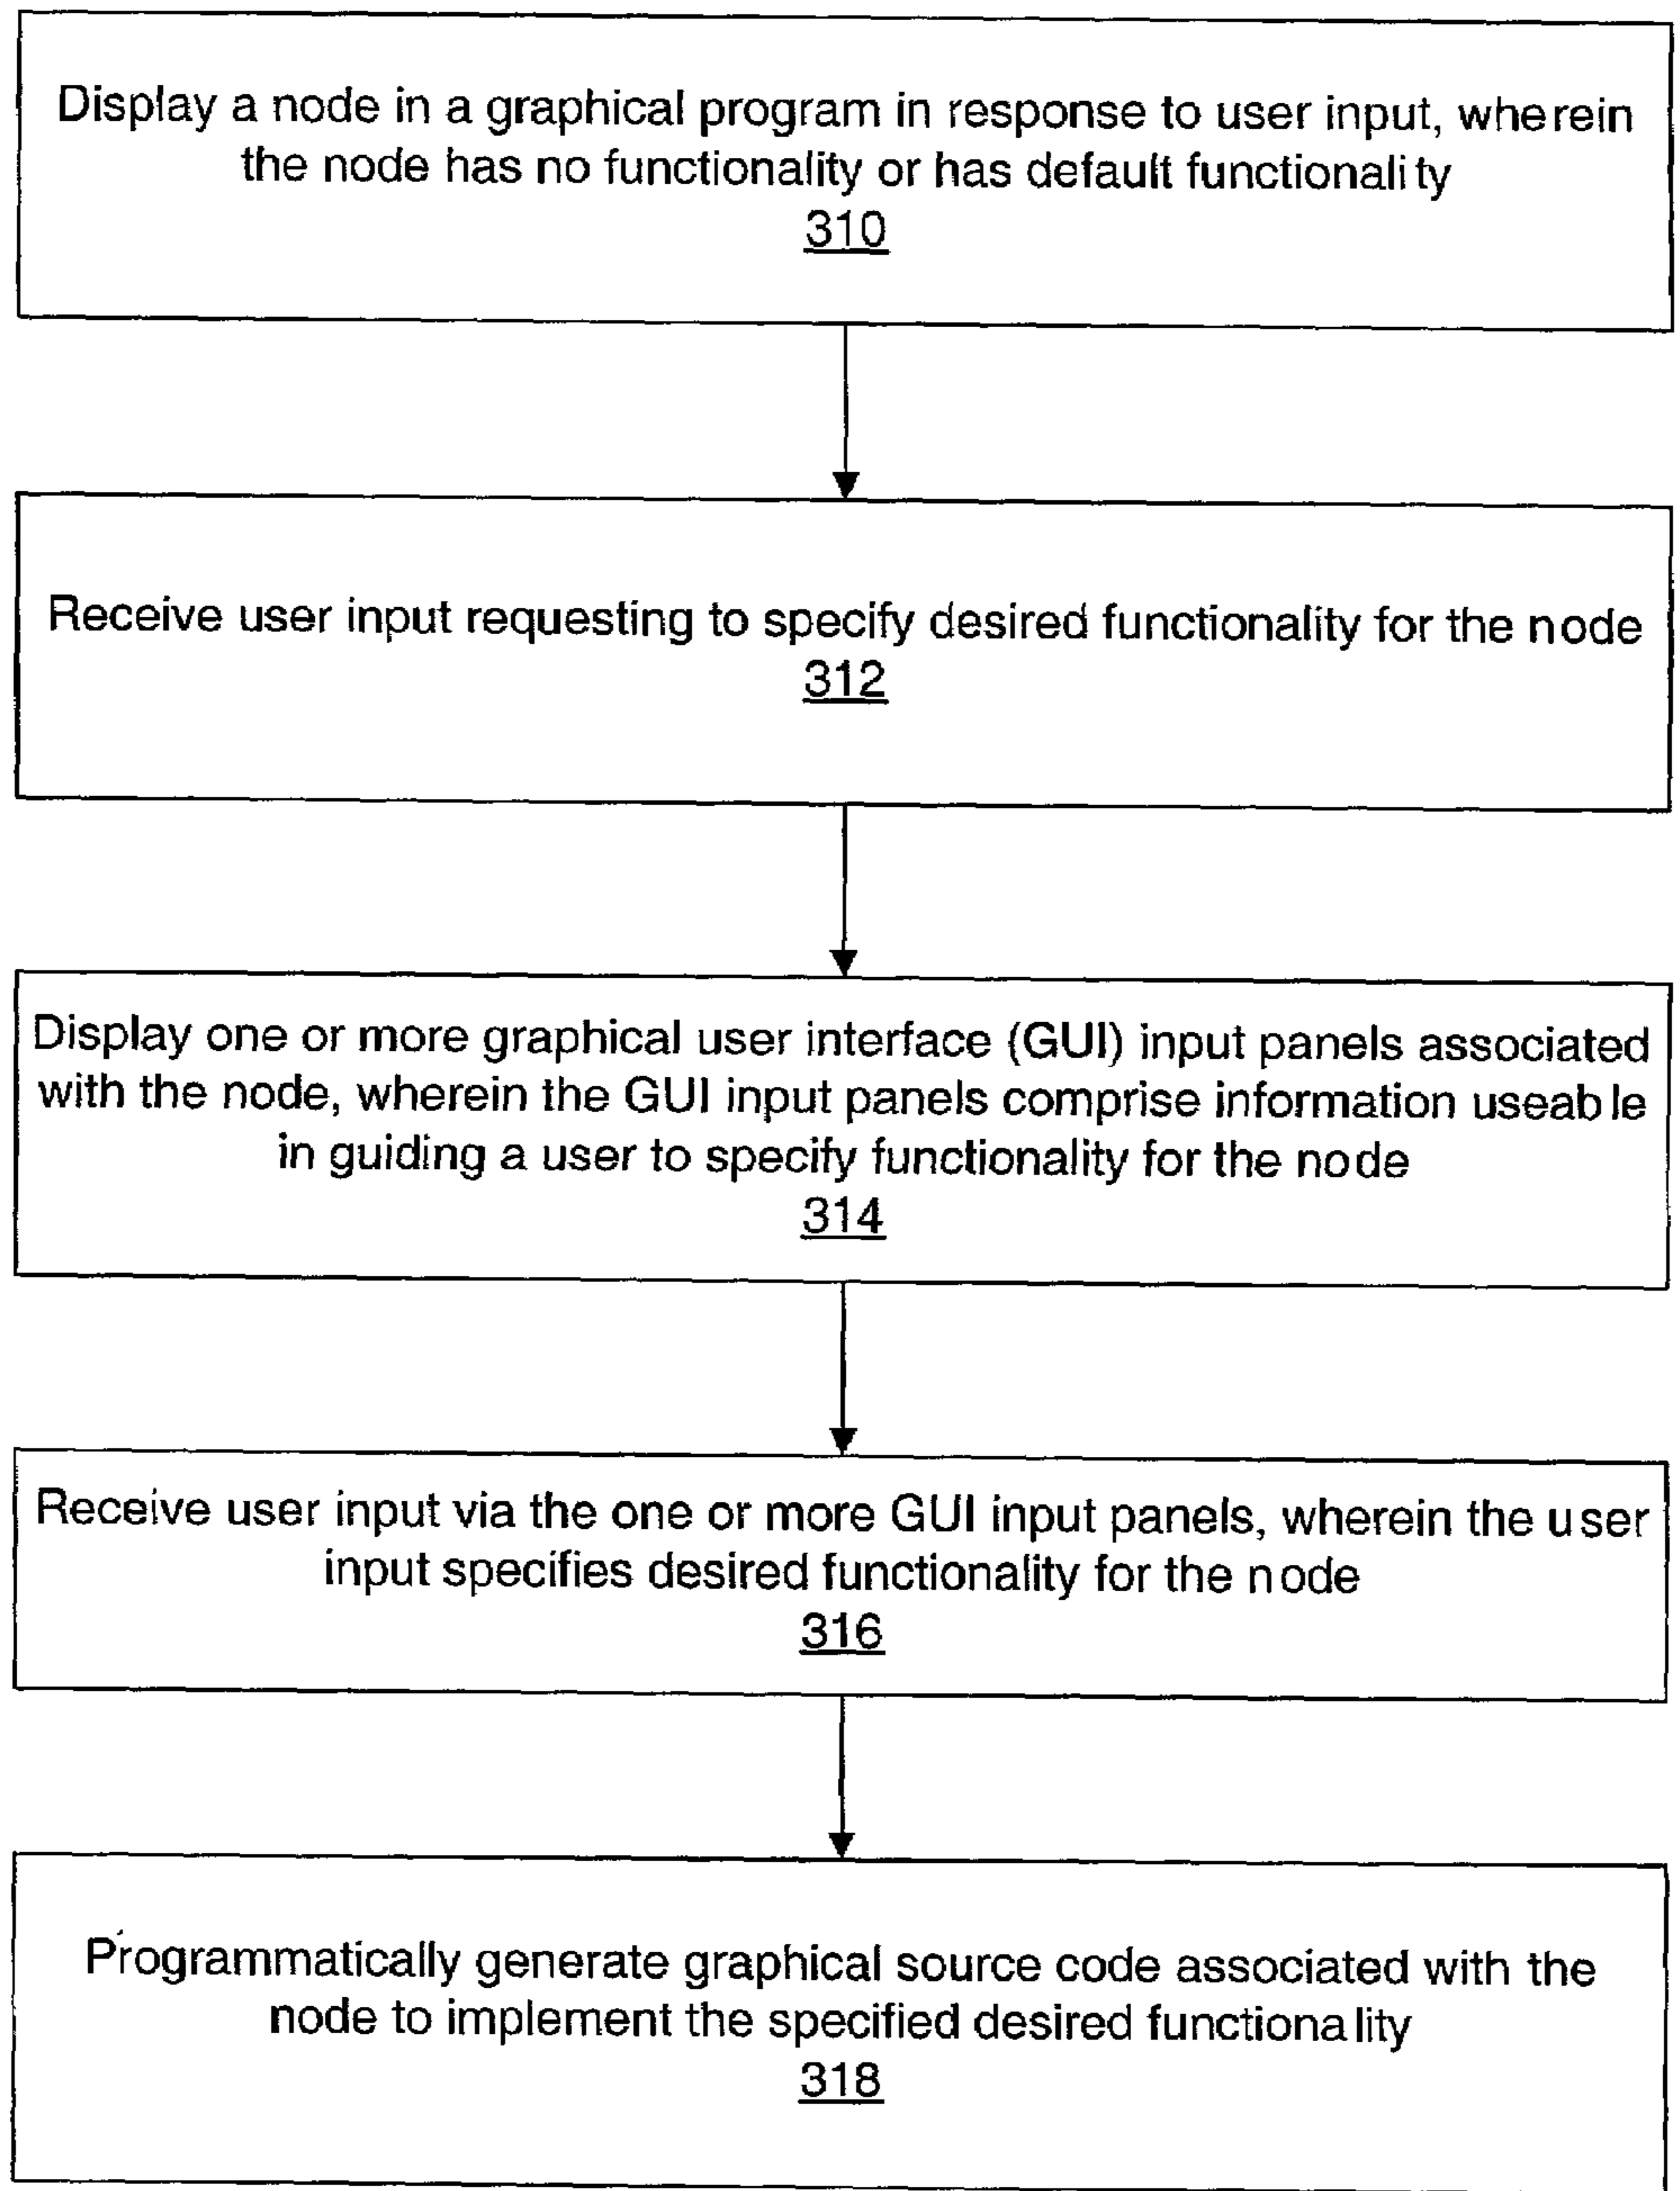 Display a node in a graphical program in response to user input, wherein
the node has no functionality or has default functionality
310
Receive user input requesting to specify desired functionality for the node
312
Display one or more graphical user interface (GUI) input panels associated
with the node, wherein the GUI input panels comprise information useable
in guiding a user to specify functionality for the node
314
Receive user input via the one or more GUI input panels, wherein the user
input specifies desired functionality for the node
316
Programmatically generate graphical source code associated with the
node to implement the specified desired functionality
318